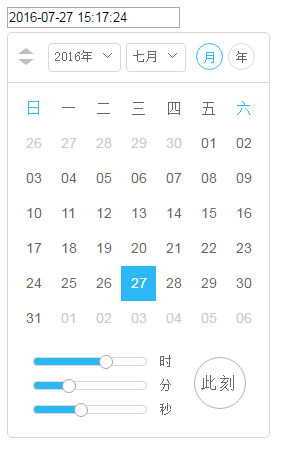 2016-07-27 15:17:24
2016年 七月 月 年
日 一 二 三 四 五 六
26 27 28 29 30 01 02
03 04 05 06 07 08 09
10 11 12 13 14 15 16
17 18 19 20 21 22 23
24 25 26 27 28 29 30
31 01 02 03 04 05 06
时
分
秒
此刻